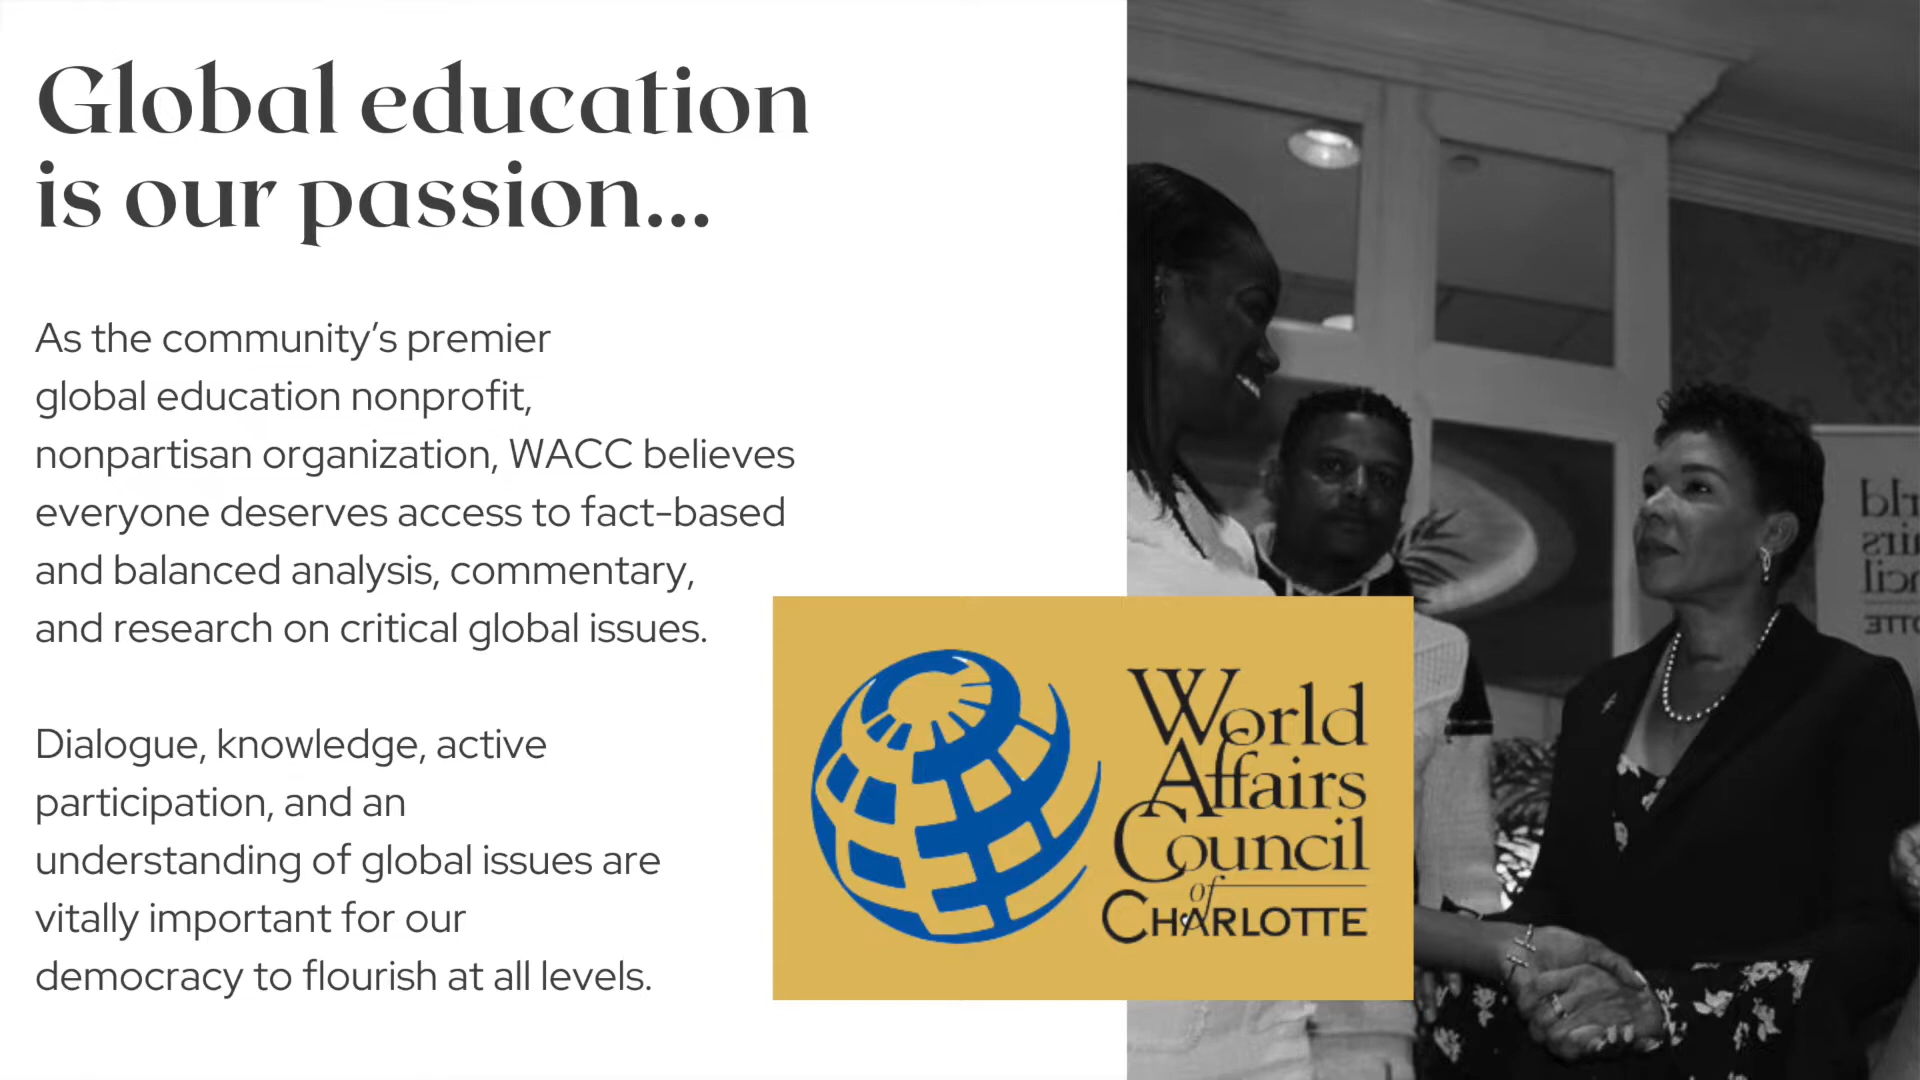 Global education
is our passion...
As the community’s premier
global education nonprofit,
nonpartisan organization, WACC believes
everyone deserves access to fact-based
and balanced analysis, commentary,
and research on critical global issues.
Dialogue, knowledge, active
participation, and an
understanding of global issues are
vitally important for our
democracy to flourish at all levels.
World
Affairs
Council
of
CHARLOTTE